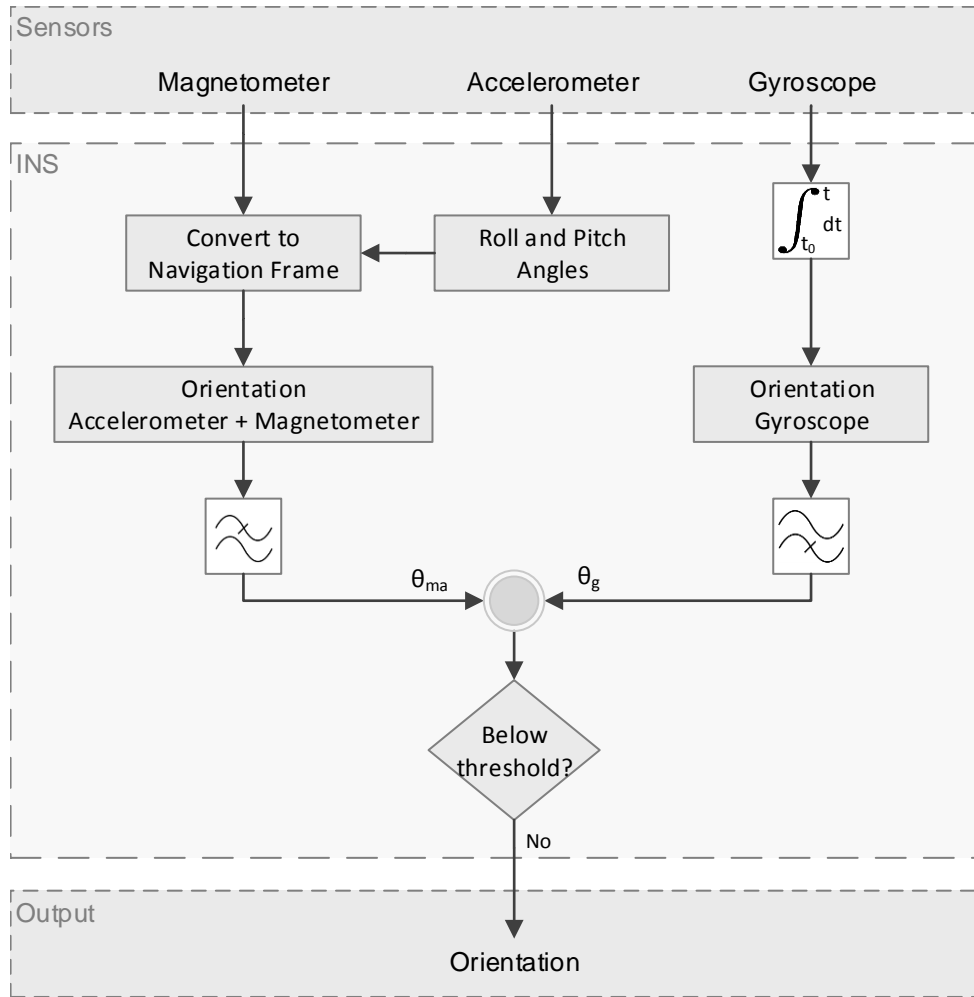 Sensors
Magnetometer
Accelerometer
Gyroscope
INS
t
dt
t0
Convert to
Navigation Frame
Roll and Pitch
Angles
Orientation
Accelerometer + Magnetometer
Orientation
Gyroscope
θma
θg
Below
threshold?
No
Output
Orientation